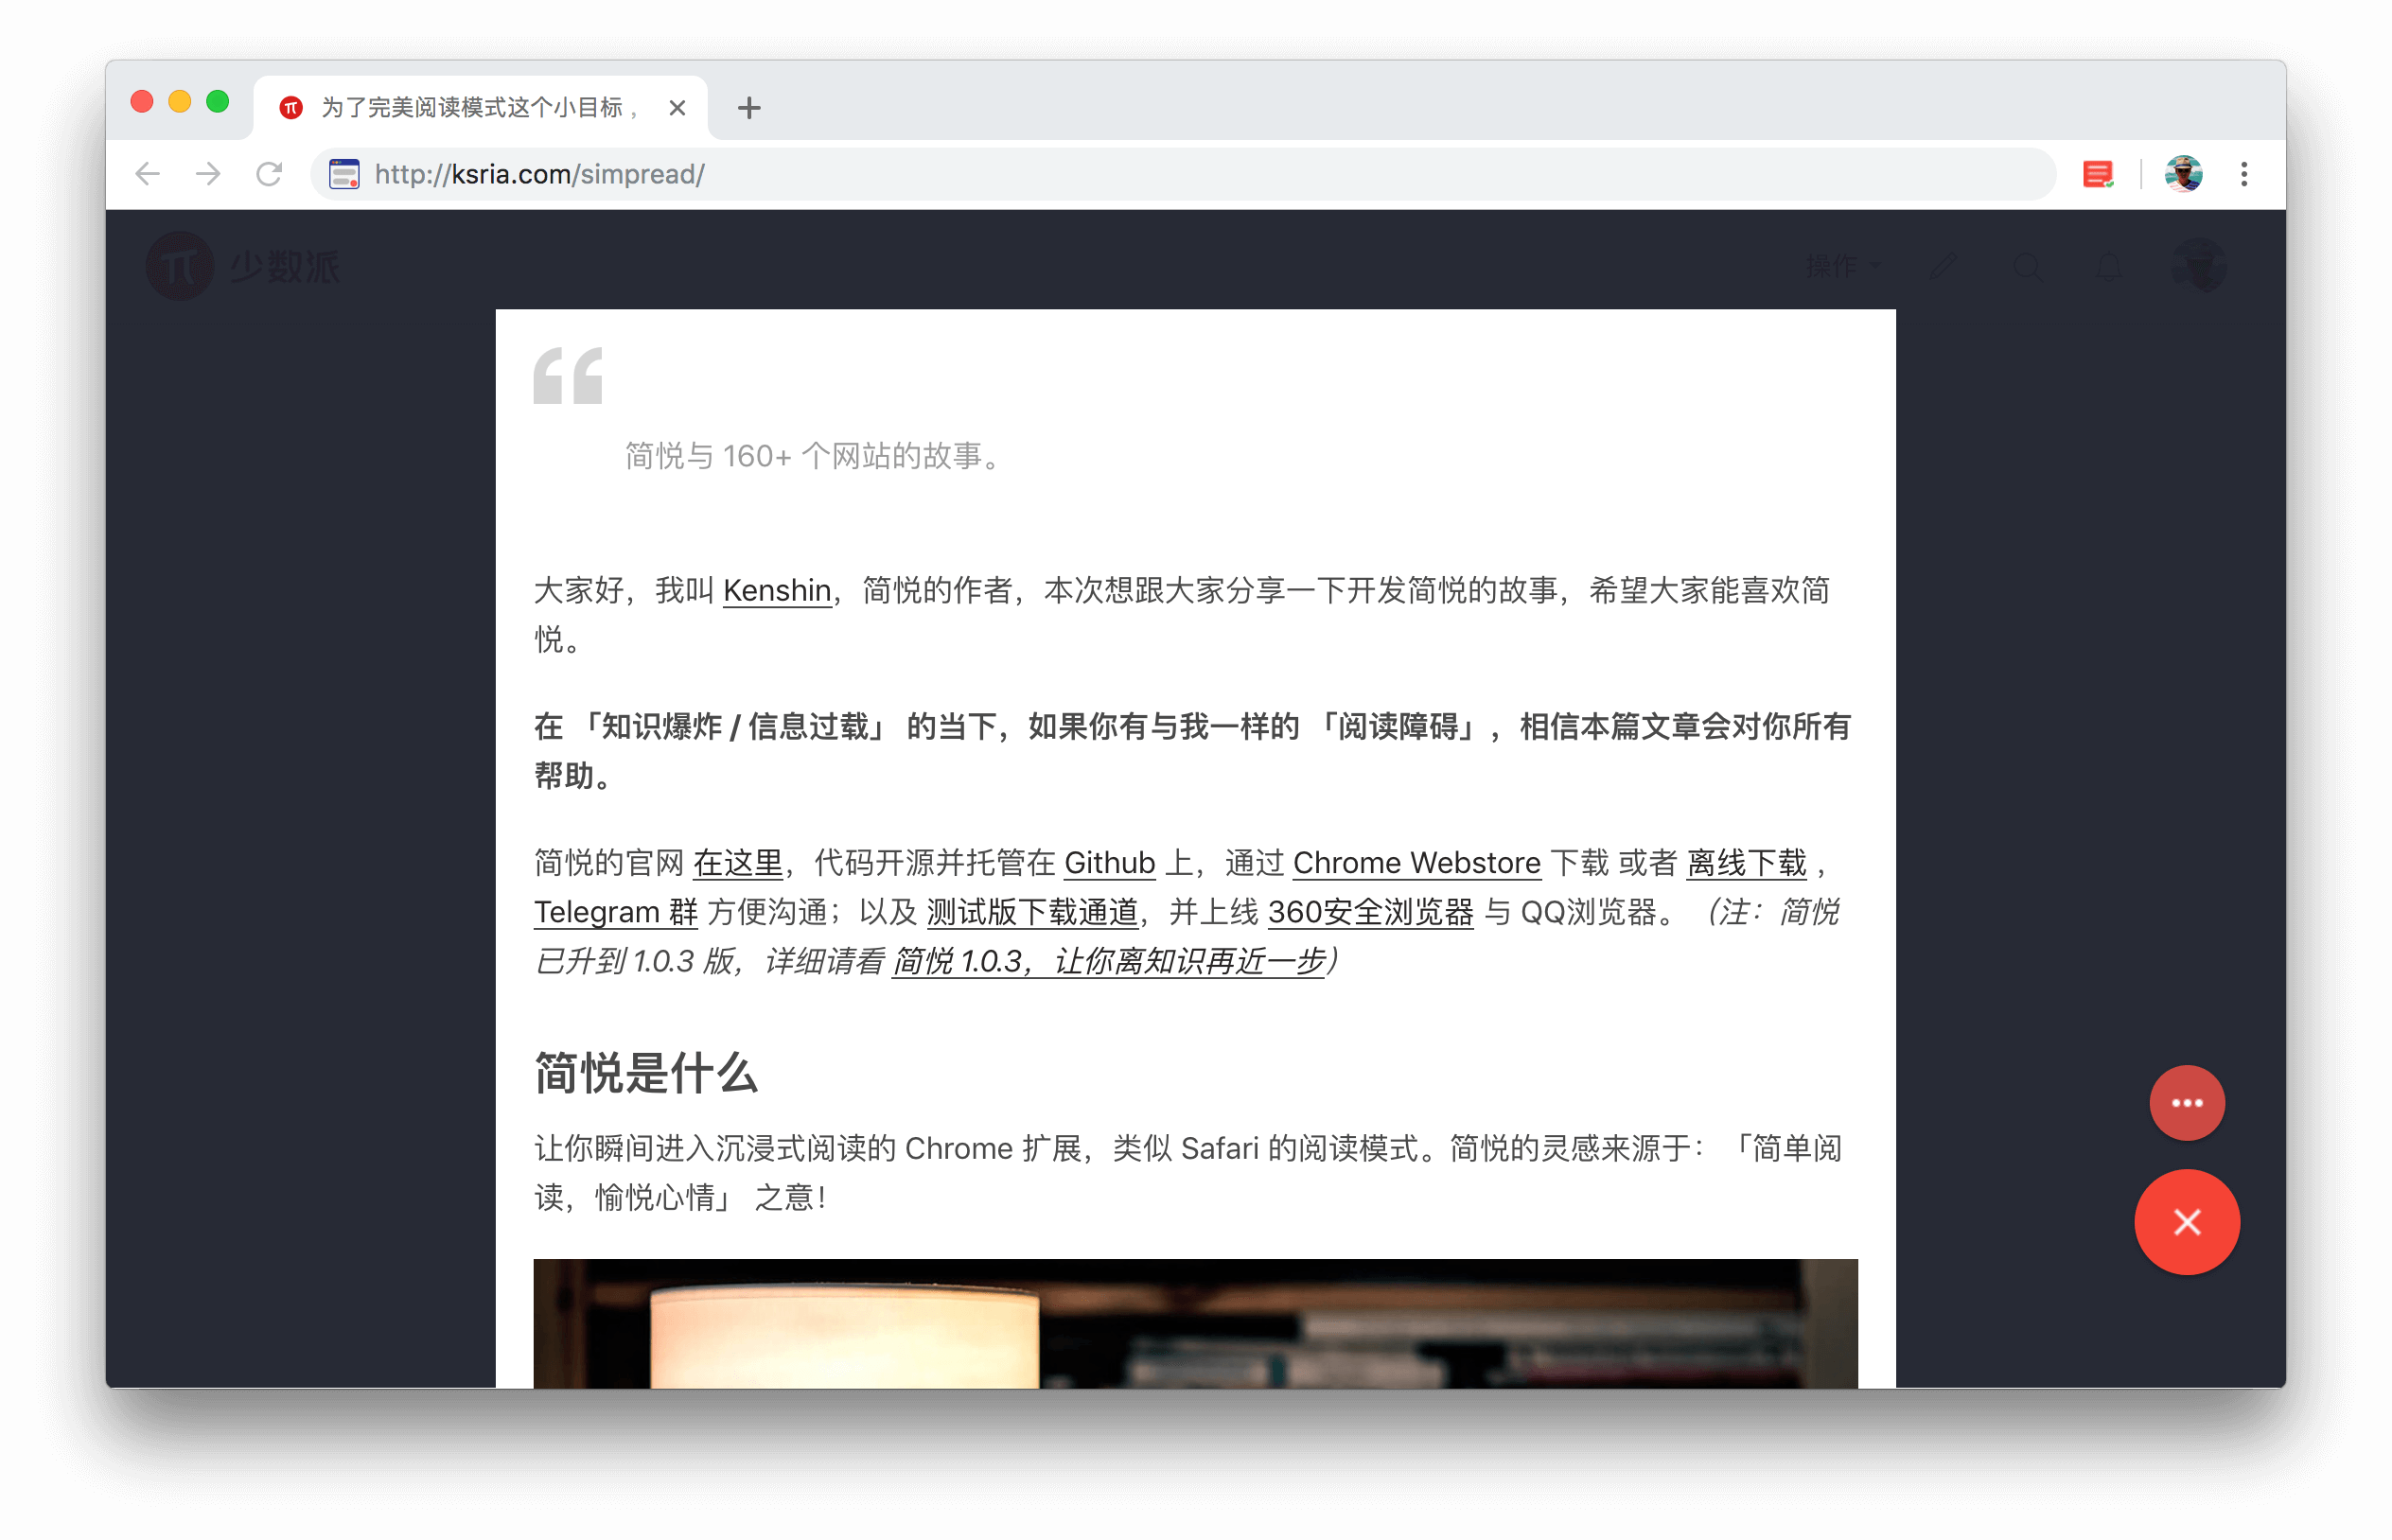 为了完美阅读模式这个小目标，
http://ksria.com/simpread/
少数派
操作
简悦与 160+ 个网站的故事。
大家好，我叫 Kenshin，简悦的作者，本次想跟大家分享一下开发简悦的故事，希望大家能喜欢简
悦。
在 「知识爆炸 / 信息过载」 的当下，如果你有与我一样的 「阅读障碍」，相信本篇文章会对你所有
帮助。
简悦的官网 在这里，代码开源并托管在 Github 上，通过 Chrome Webstore 下载 或者 离线下载，
Telegram 群 方便沟通；以及 测试版下载通道，并上线 360安全浏览器 与 QQ浏览器。（注：简悦
已升到 1.0.3 版，详细请看 简悦 1.0.3，让你离知识再近一步）
简悦是什么
让你瞬间进入沉浸式阅读的 Chrome 扩展，类似 Safari 的阅读模式。简悦的灵感来源于：「简单阅
读，愉悦心情」 之意！